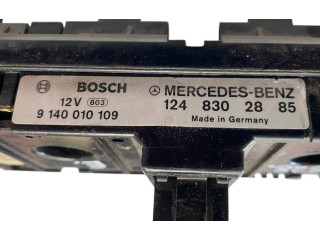 BOSCH MERCEDES-BENZ
12V 803 124 830 28 85
9 140 010 109 Made in Germany